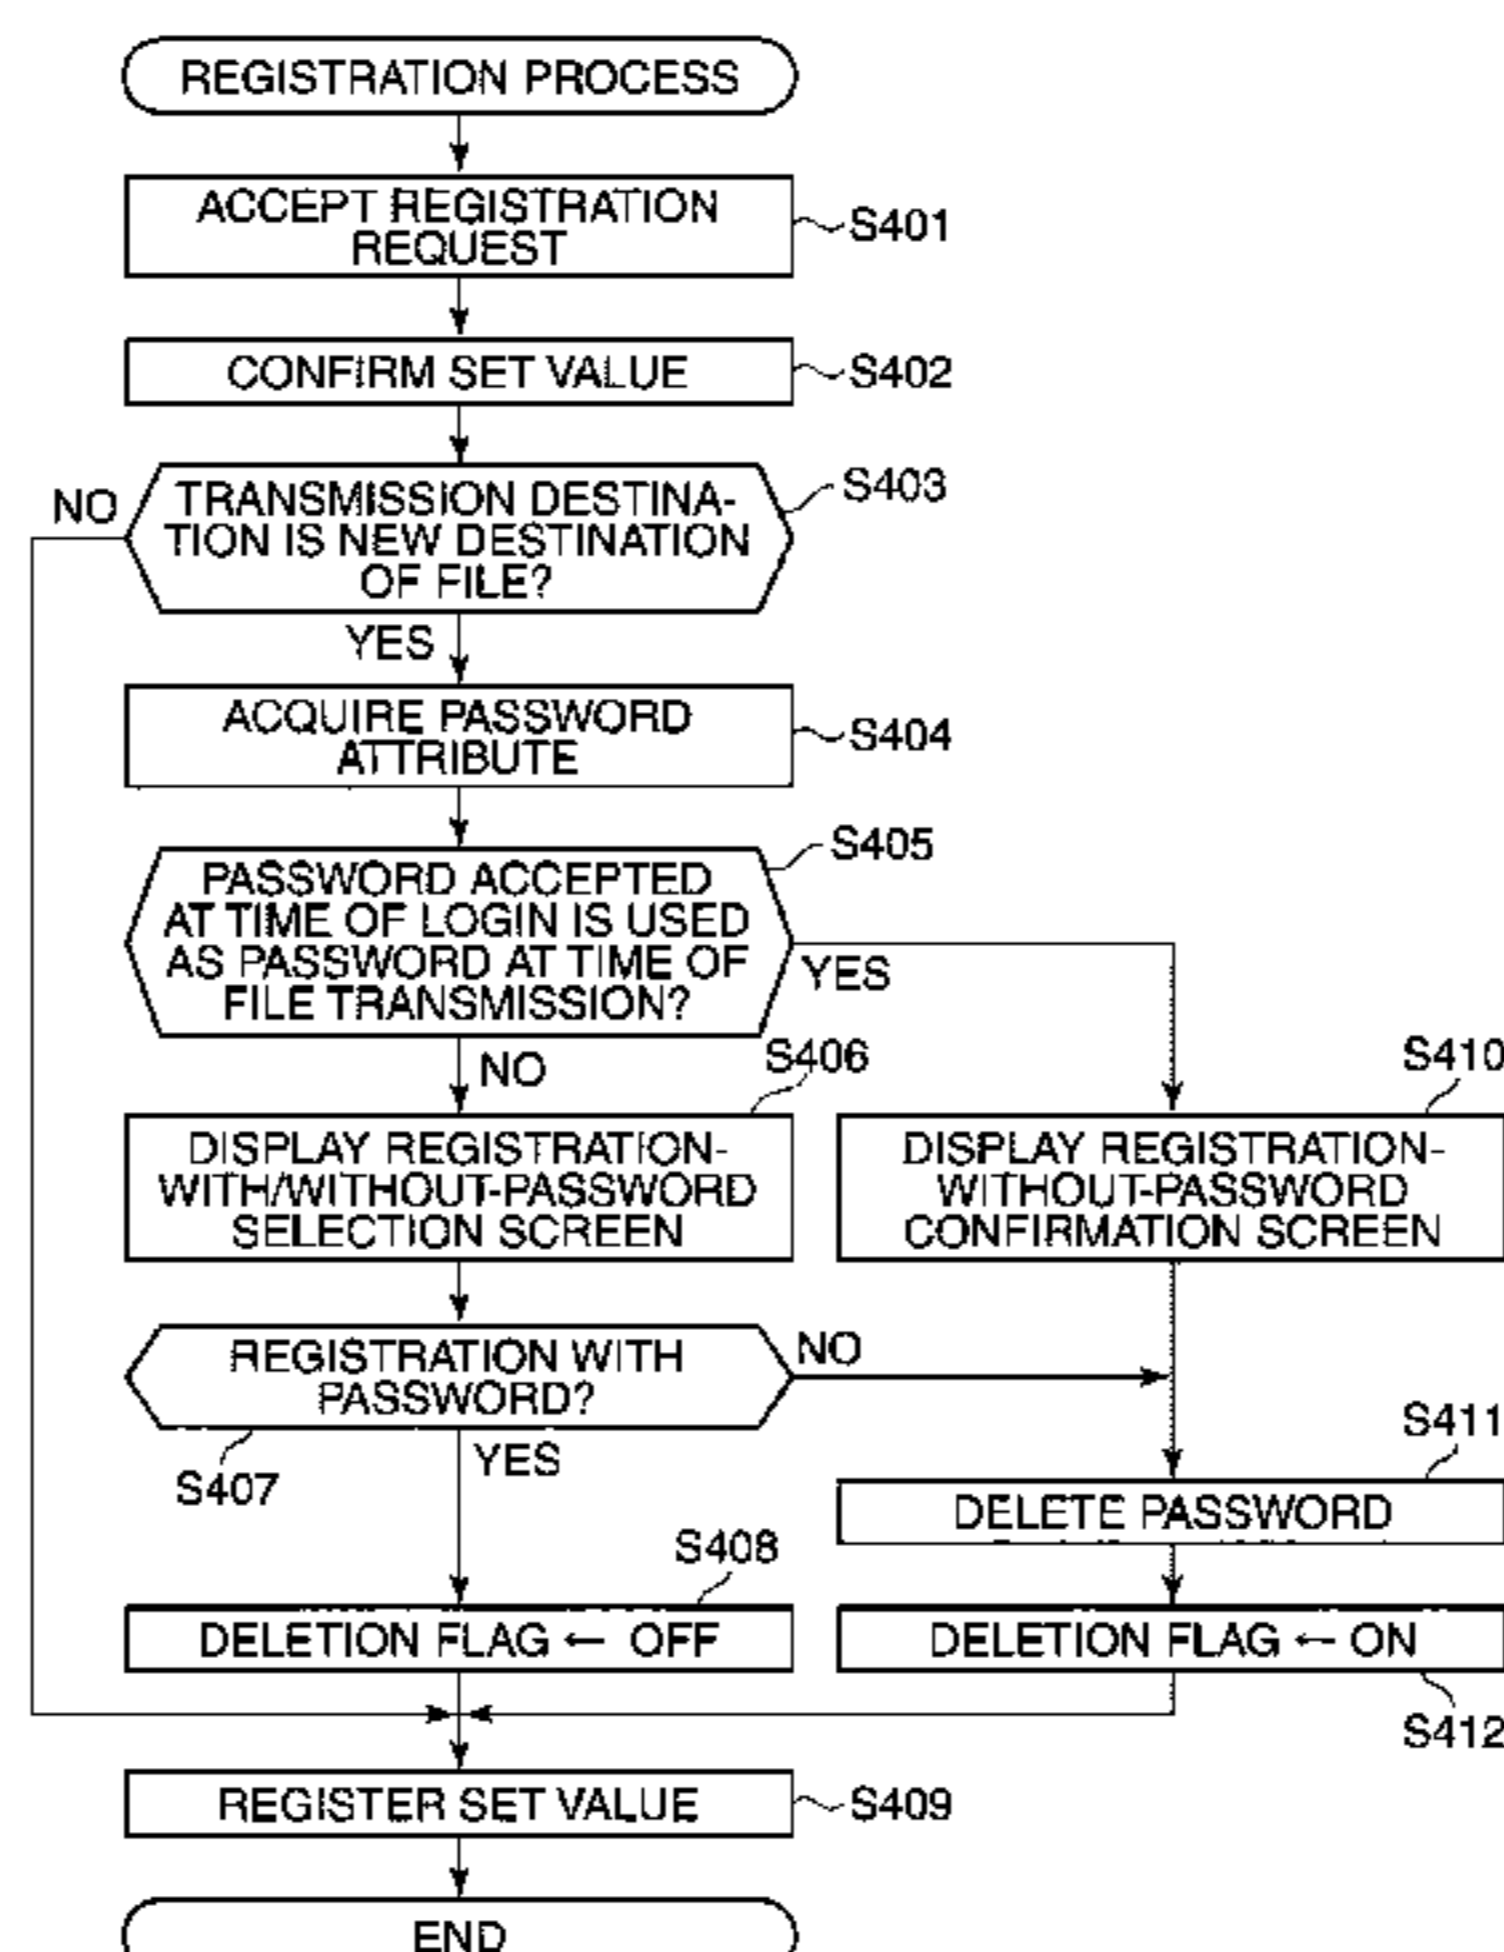 REGISTRATION PROCESS
ACCEPT REGISTRATION
REQUEST
S401
CONFIRM SET VALUE
S402
NO
TRANSMISSION DESTINA-
TION IS NEW DESTINATION
OF FILE?
S403
YES
ACQUIRE PASSWORD
ATTRIBUTE
S404
S405
PASSWORD ACCEPTED
AT TIME OF LOGIN IS USED
AS PASSWORD AT TIME OF
FILE TRANSMISSION?
YES
NO
S406
S410
DISPLAY REGISTRATION-
WITH/WITHOUT-PASSWORD
SELECTION SCREEN
DISPLAY REGISTRATION-
WITHOUT-PASSWORD
CONFIRMATION SCREEN
REGISTRATION WITH
PASSWORD?
NO
S407
YES
S411
DELETE PASSWORD
S408
DELETION FLAG ← OFF
DELETION FLAG ← ON
S412
REGISTER SET VALUE
S409
END